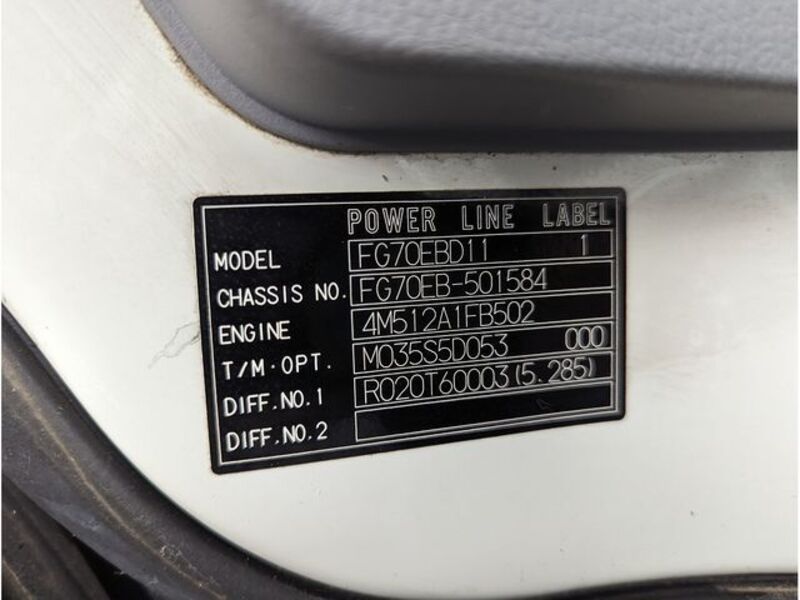 POWER LINE LABEL
MODEL FG70EBD11 1
CHASSIS NO. FG70EB-501584
ENGINE 4M512A1FB502
T/M·OPT. M035S5D053 000
DIFF.NO.1 R020T60003(5.285)
DIFF.NO.2